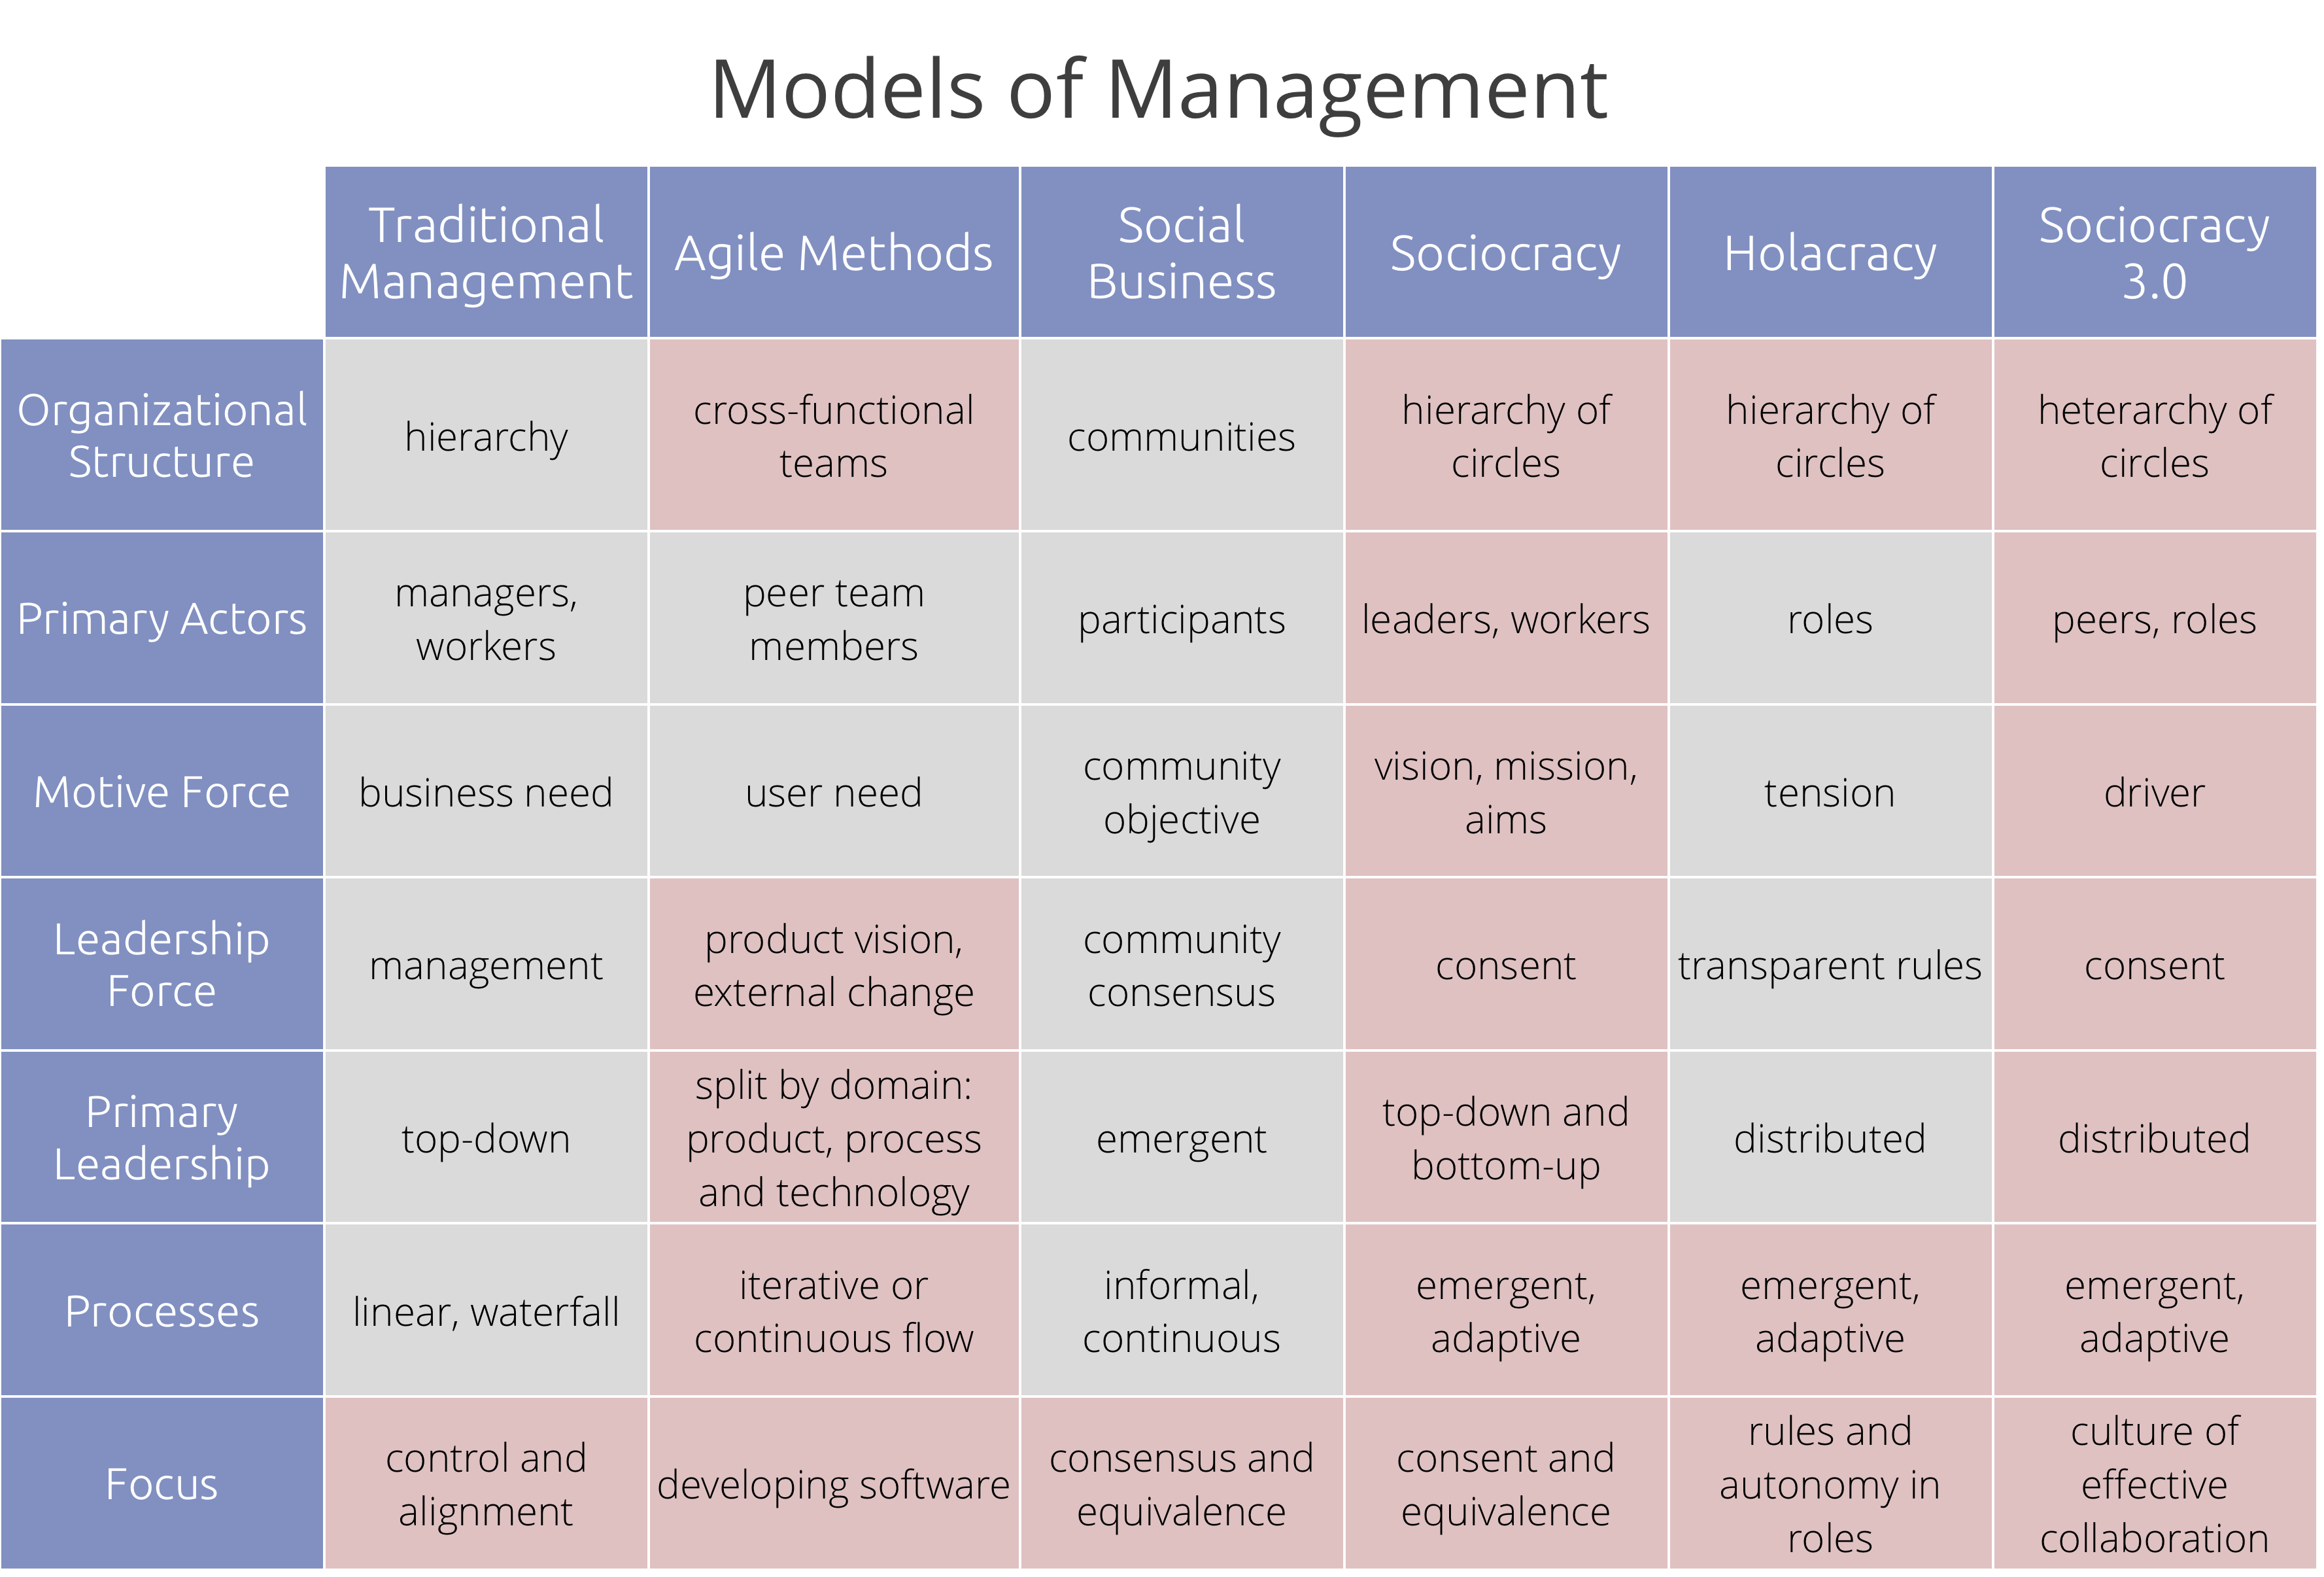 Models of Management
Traditional
Management
Agile Methods
Social
Business
Sociocracy
Holacracy
Sociocracy
3.0
Organizational
Structure
hierarchy
cross-functional
teams
communities
hierarchy of
circles
hierarchy of
circles
heterarchy of
circles
Primary Actors
managers,
workers
peer team
members
participants
leaders, workers
roles
peers, roles
Motive Force
business need
user need
community
objective
vision, mission,
aims
tension
driver
Leadership
Force
management
product vision,
external change
community
consensus
consent
transparent rules
consent
Primary
Leadership
top-down
split by domain:
product, process
and technology
emergent
top-down and
bottom-up
distributed
distributed
Processes
linear, waterfall
iterative or
continuous flow
informal,
continuous
emergent,
adaptive
emergent,
adaptive
emergent,
adaptive
Focus
control and
alignment
developing software
consensus and
equivalence
consent and
equivalence
rules and
autonomy in
roles
culture of
effective
collaboration